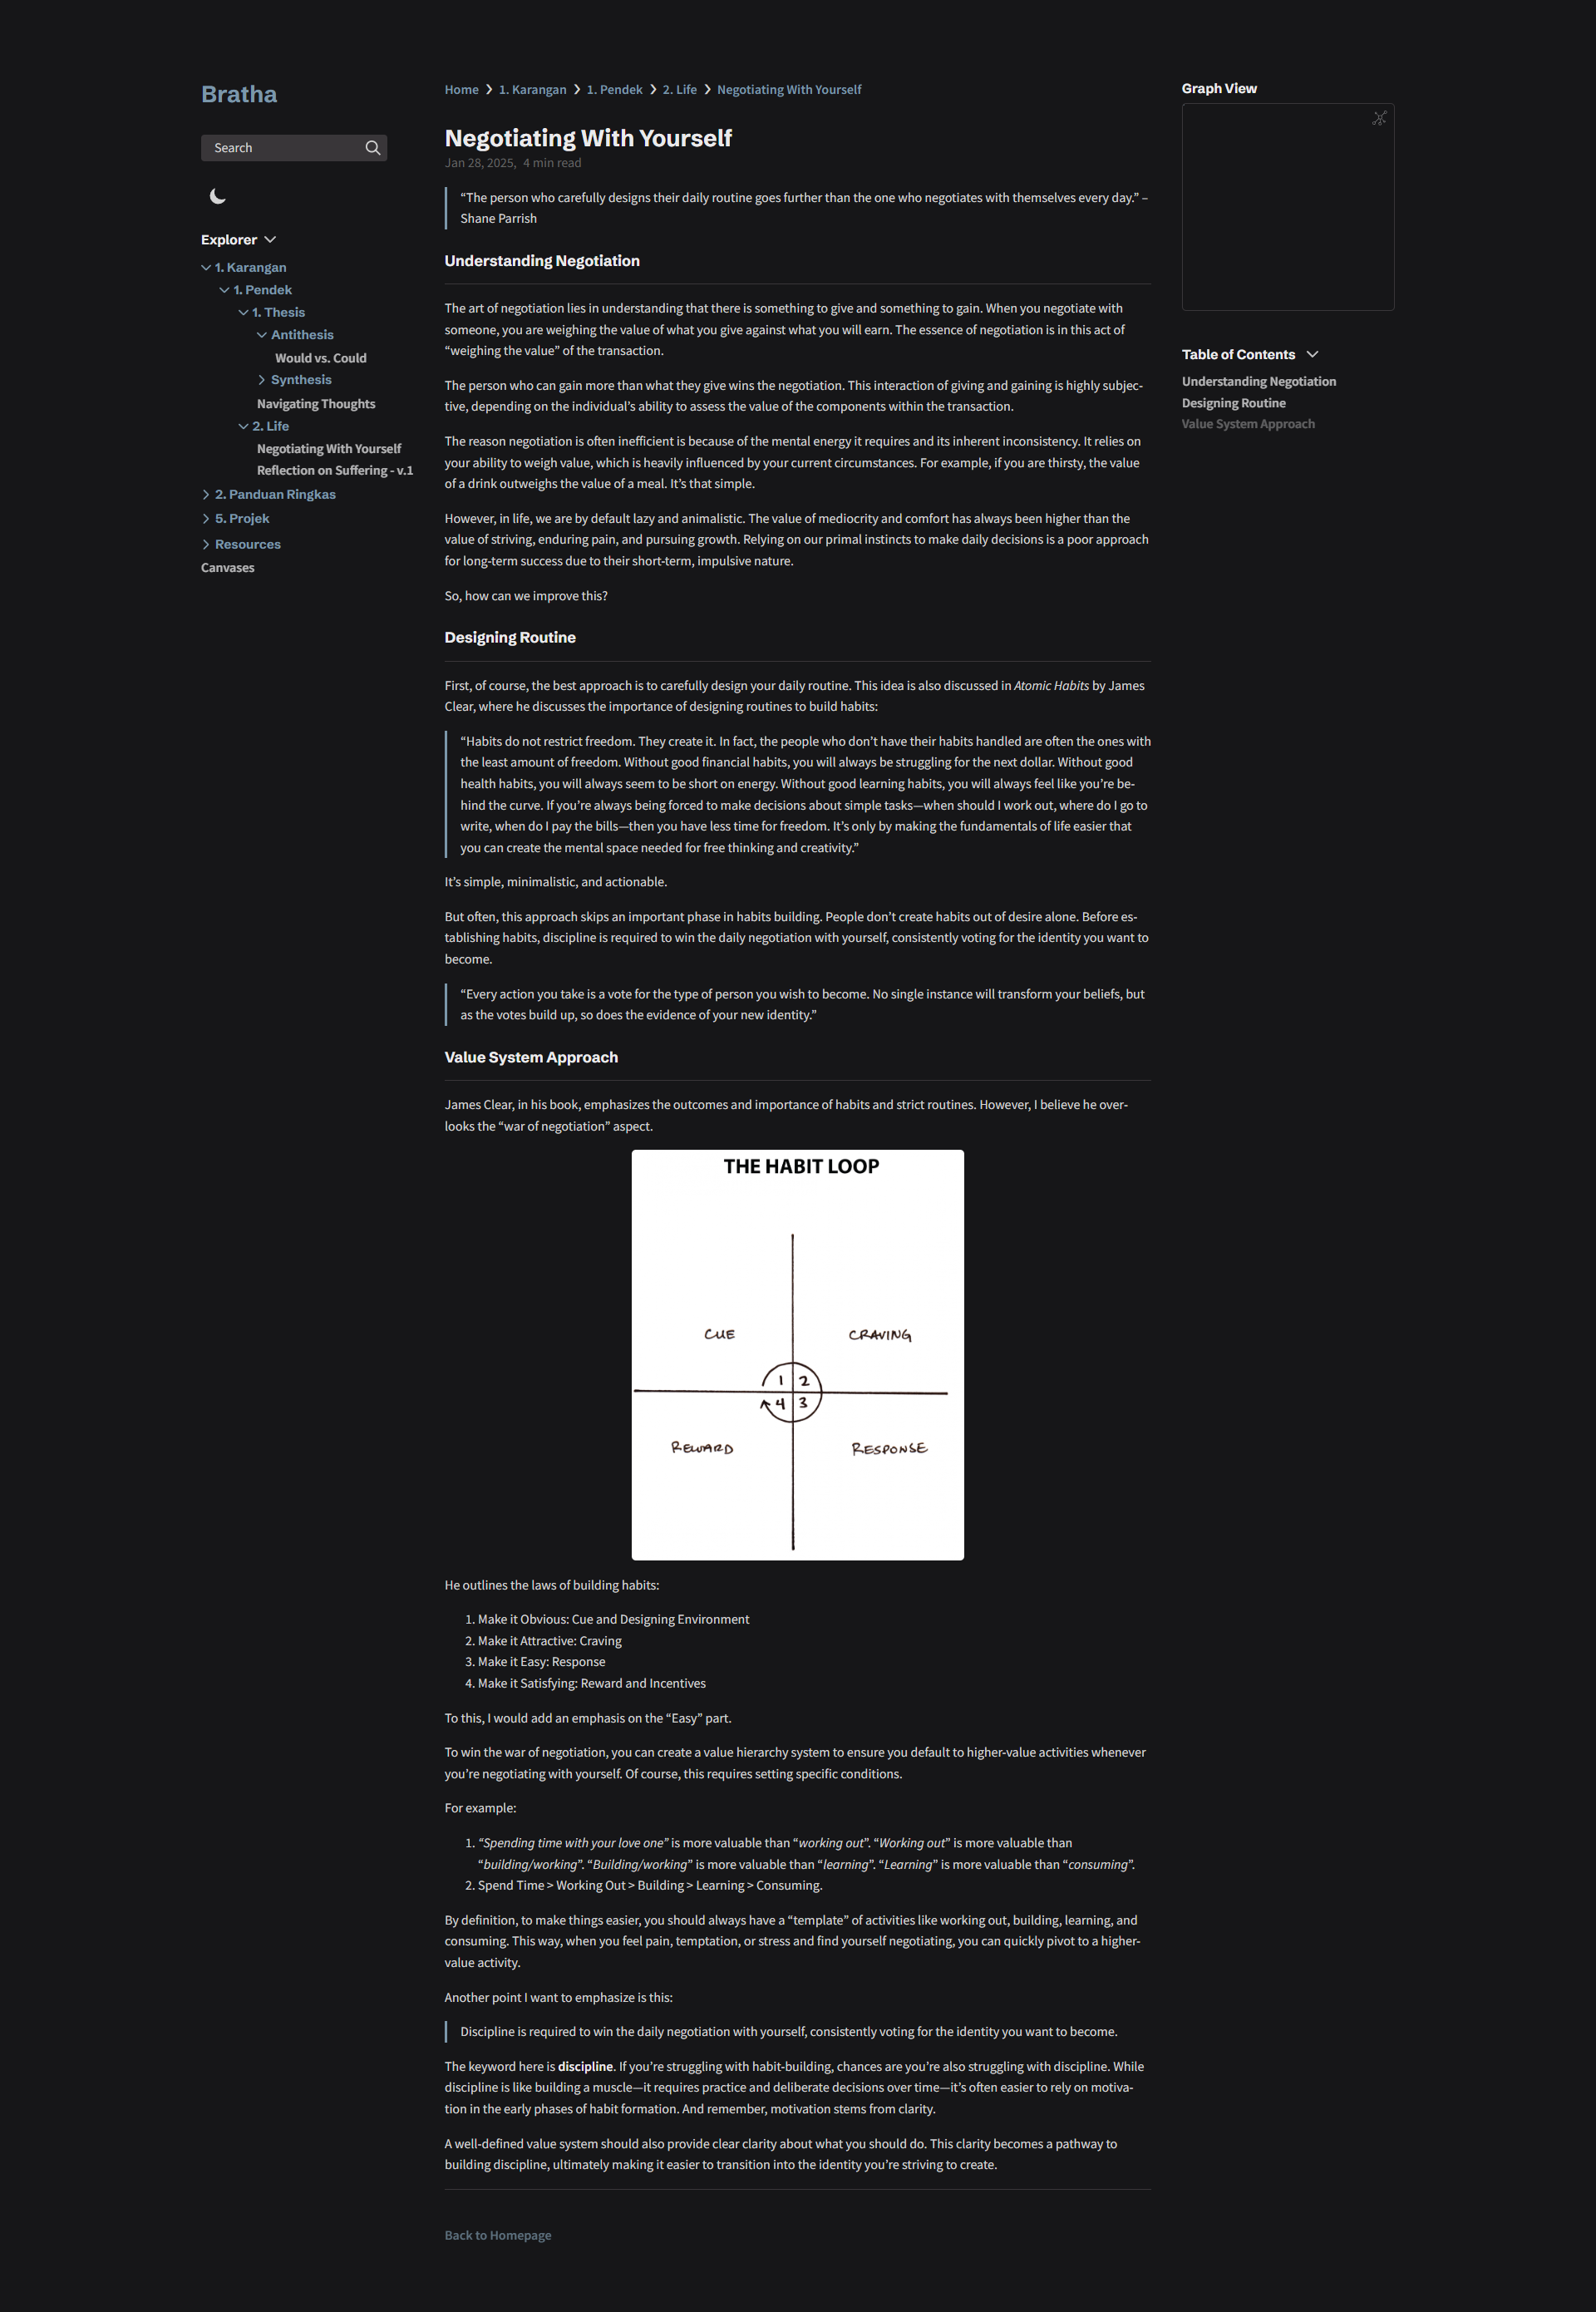 Bratha
Search
Explorer
1. Karangan
1. Pendek
1. Thesis
Antithesis
Would vs. Could
Synthesis
Navigating Thoughts
2. Life
Negotiating With Yourself
Reflection on Suffering - v.1
2. Panduan Ringkas
5. Projek
Resources
Canvases
Home ❯ 1. Karangan ❯ 1. Pendek ❯ 2. Life ❯ Negotiating With Yourself
Negotiating With Yourself
Jan 28, 2025, 4 min read
“The person who carefully designs their daily routine goes further than the one who negotiates with themselves every day.” –
Shane Parrish
Understanding Negotiation
The art of negotiation lies in understanding that there is something to give and something to gain. When you negotiate with
someone, you are weighing the value of what you give against what you will earn. The essence of negotiation is in this act of
“weighing the value” of the transaction.
The person who can gain more than what they give wins the negotiation. This interaction of giving and gaining is highly subjec-
tive, depending on the individual’s ability to assess the value of the components within the transaction.
The reason negotiation is often inefficient is because of the mental energy it requires and its inherent inconsistency. It relies on
your ability to weigh value, which is heavily influenced by your current circumstances. For example, if you are thirsty, the value
of a drink outweighs the value of a meal. It’s that simple.
However, in life, we are by default lazy and animalistic. The value of mediocrity and comfort has always been higher than the
value of striving, enduring pain, and pursuing growth. Relying on our primal instincts to make daily decisions is a poor approach
for long-term success due to their short-term, impulsive nature.
So, how can we improve this?
Designing Routine
First, of course, the best approach is to carefully design your daily routine. This idea is also discussed in Atomic Habits by James
Clear, where he discusses the importance of designing routines to build habits:
“Habits do not restrict freedom. They create it. In fact, the people who don’t have their habits handled are often the ones with
the least amount of freedom. Without good financial habits, you will always be struggling for the next dollar. Without good
health habits, you will always seem to be short on energy. Without good learning habits, you will always feel like you’re be-
hind the curve. If you’re always being forced to make decisions about simple tasks—when should I work out, where do I go to
write, when do I pay the bills—then you have less time for freedom. It’s only by making the fundamentals of life easier that
you can create the mental space needed for free thinking and creativity.”
It’s simple, minimalistic, and actionable.
But often, this approach skips an important phase in habits building. People don’t create habits out of desire alone. Before es-
tablishing habits, discipline is required to win the daily negotiation with yourself, consistently voting for the identity you want to
become.
“Every action you take is a vote for the type of person you wish to become. No single instance will transform your beliefs, but
as the votes build up, so does the evidence of your new identity.”
Value System Approach
James Clear, in his book, emphasizes the outcomes and importance of habits and strict routines. However, I believe he over-
looks the “war of negotiation” aspect.
THE HABIT LOOP
CUE
CRAVING
1 2
4 3
REWARD
RESPONSE
He outlines the laws of building habits:
1. Make it Obvious: Cue and Designing Environment
2. Make it Attractive: Craving
3. Make it Easy: Response
4. Make it Satisfying: Reward and Incentives
To this, I would add an emphasis on the “Easy” part.
To win the war of negotiation, you can create a value hierarchy system to ensure you default to higher-value activities whenever
you’re negotiating with yourself. Of course, this requires setting specific conditions.
For example:
1. “Spending time with your love one” is more valuable than “working out”. “Working out” is more valuable than
“building/working”. “Building/working” is more valuable than “learning”. “Learning” is more valuable than “consuming”.
2. Spend Time > Working Out > Building > Learning > Consuming.
By definition, to make things easier, you should always have a “template” of activities like working out, building, learning, and
consuming. This way, when you feel pain, temptation, or stress and find yourself negotiating, you can quickly pivot to a higher-
value activity.
Another point I want to emphasize is this:
Discipline is required to win the daily negotiation with yourself, consistently voting for the identity you want to become.
The keyword here is discipline. If you’re struggling with habit-building, chances are you’re also struggling with discipline. While
discipline is like building a muscle—it requires practice and deliberate decisions over time—it’s often easier to rely on motiva-
tion in the early phases of habit formation. And remember, motivation stems from clarity.
A well-defined value system should also provide clear clarity about what you should do. This clarity becomes a pathway to
building discipline, ultimately making it easier to transition into the identity you’re striving to create.
Back to Homepage
Graph View
Table of Contents
Understanding Negotiation
Designing Routine
Value System Approach